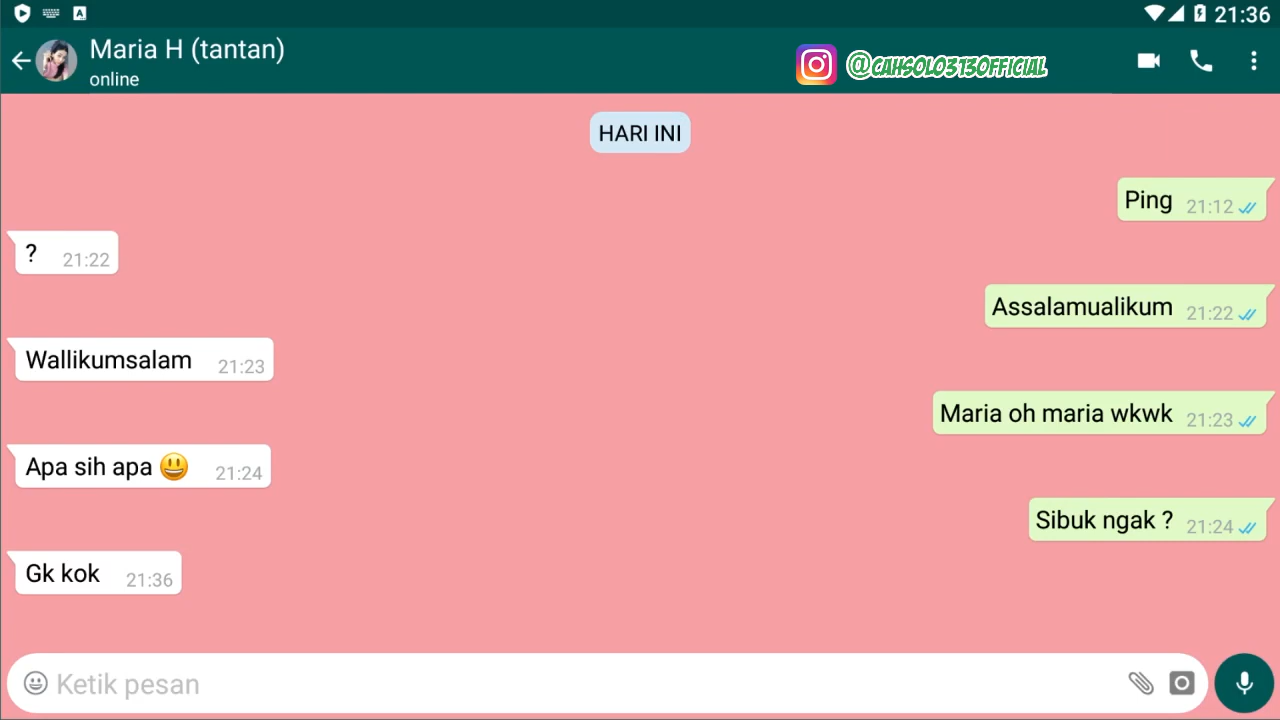 21:36
Maria H (tantan)
online
@CAHSOLO313OFFICIAL
HARI INI
Ping 21:12
? 21:22
Assalamualikum 21:22
Wallikumsalam 21:23
Maria oh maria wkwk 21:23
Apa sih apa 😃 21:24
Sibuk ngak ? 21:24
Gk kok 21:36
Ketik pesan